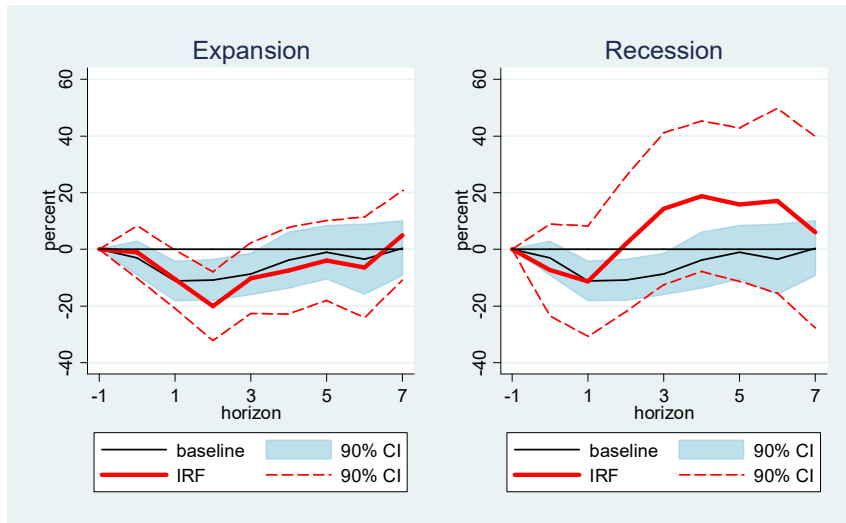 Expansion
Recession
percent
60
40
20
0
-20
-40
-1
1
3
5
7
horizon
baseline
90% CI
IRF
90% CI
percent
60
40
20
0
-20
-40
-1
1
3
5
7
horizon
baseline
90% CI
IRF
90% CI